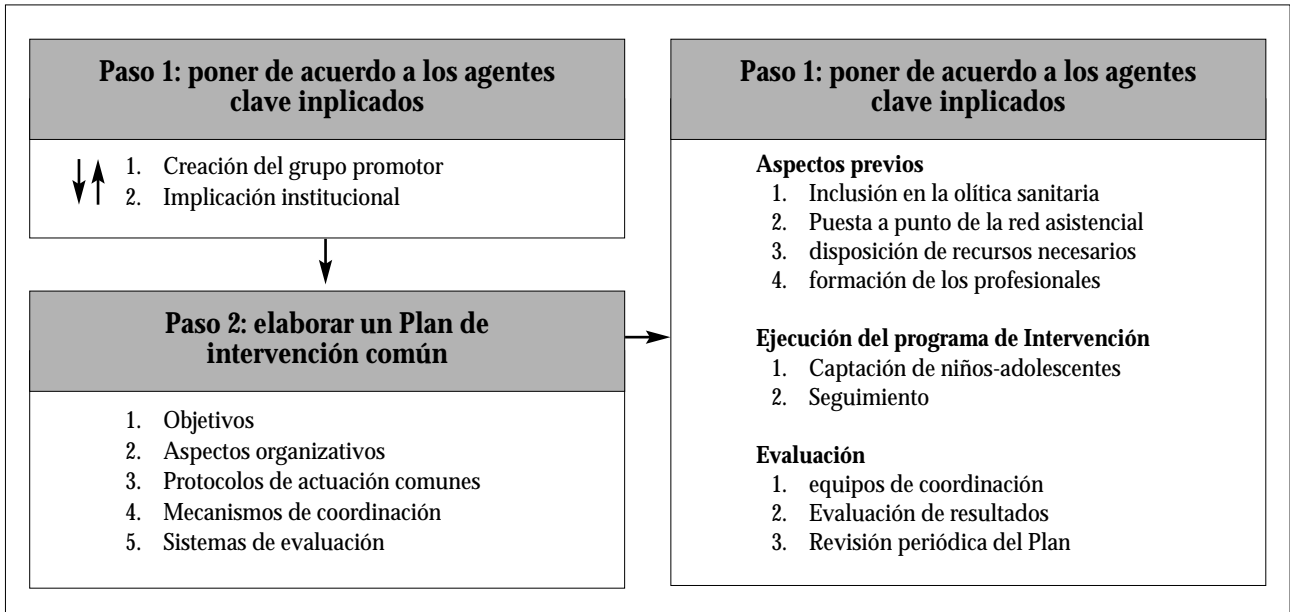 Paso 1: poner de acuerdo a los agentes
clave inplicados
1. Creación del grupo promotor
2. Implicación institucional
Paso 2: elaborar un Plan de
intervención común
1. Objetivos
2. Aspectos organizativos
3. Protocolos de actuación comunes
4. Mecanismos de coordinación
5. Sistemas de evaluación
Paso 1: poner de acuerdo a los agentes
clave inplicados
Aspectos previos
1. Inclusión en la olítica sanitaria
2. Puesta a punto de la red asistencial
3. disposición de recursos necesarios
4. formación de los profesionales
Ejecución del programa de Intervención
1. Captación de niños-adolescentes
2. Seguimiento
Evaluación
1. equipos de coordinación
2. Evaluación de resultados
3. Revisión periódica del Plan